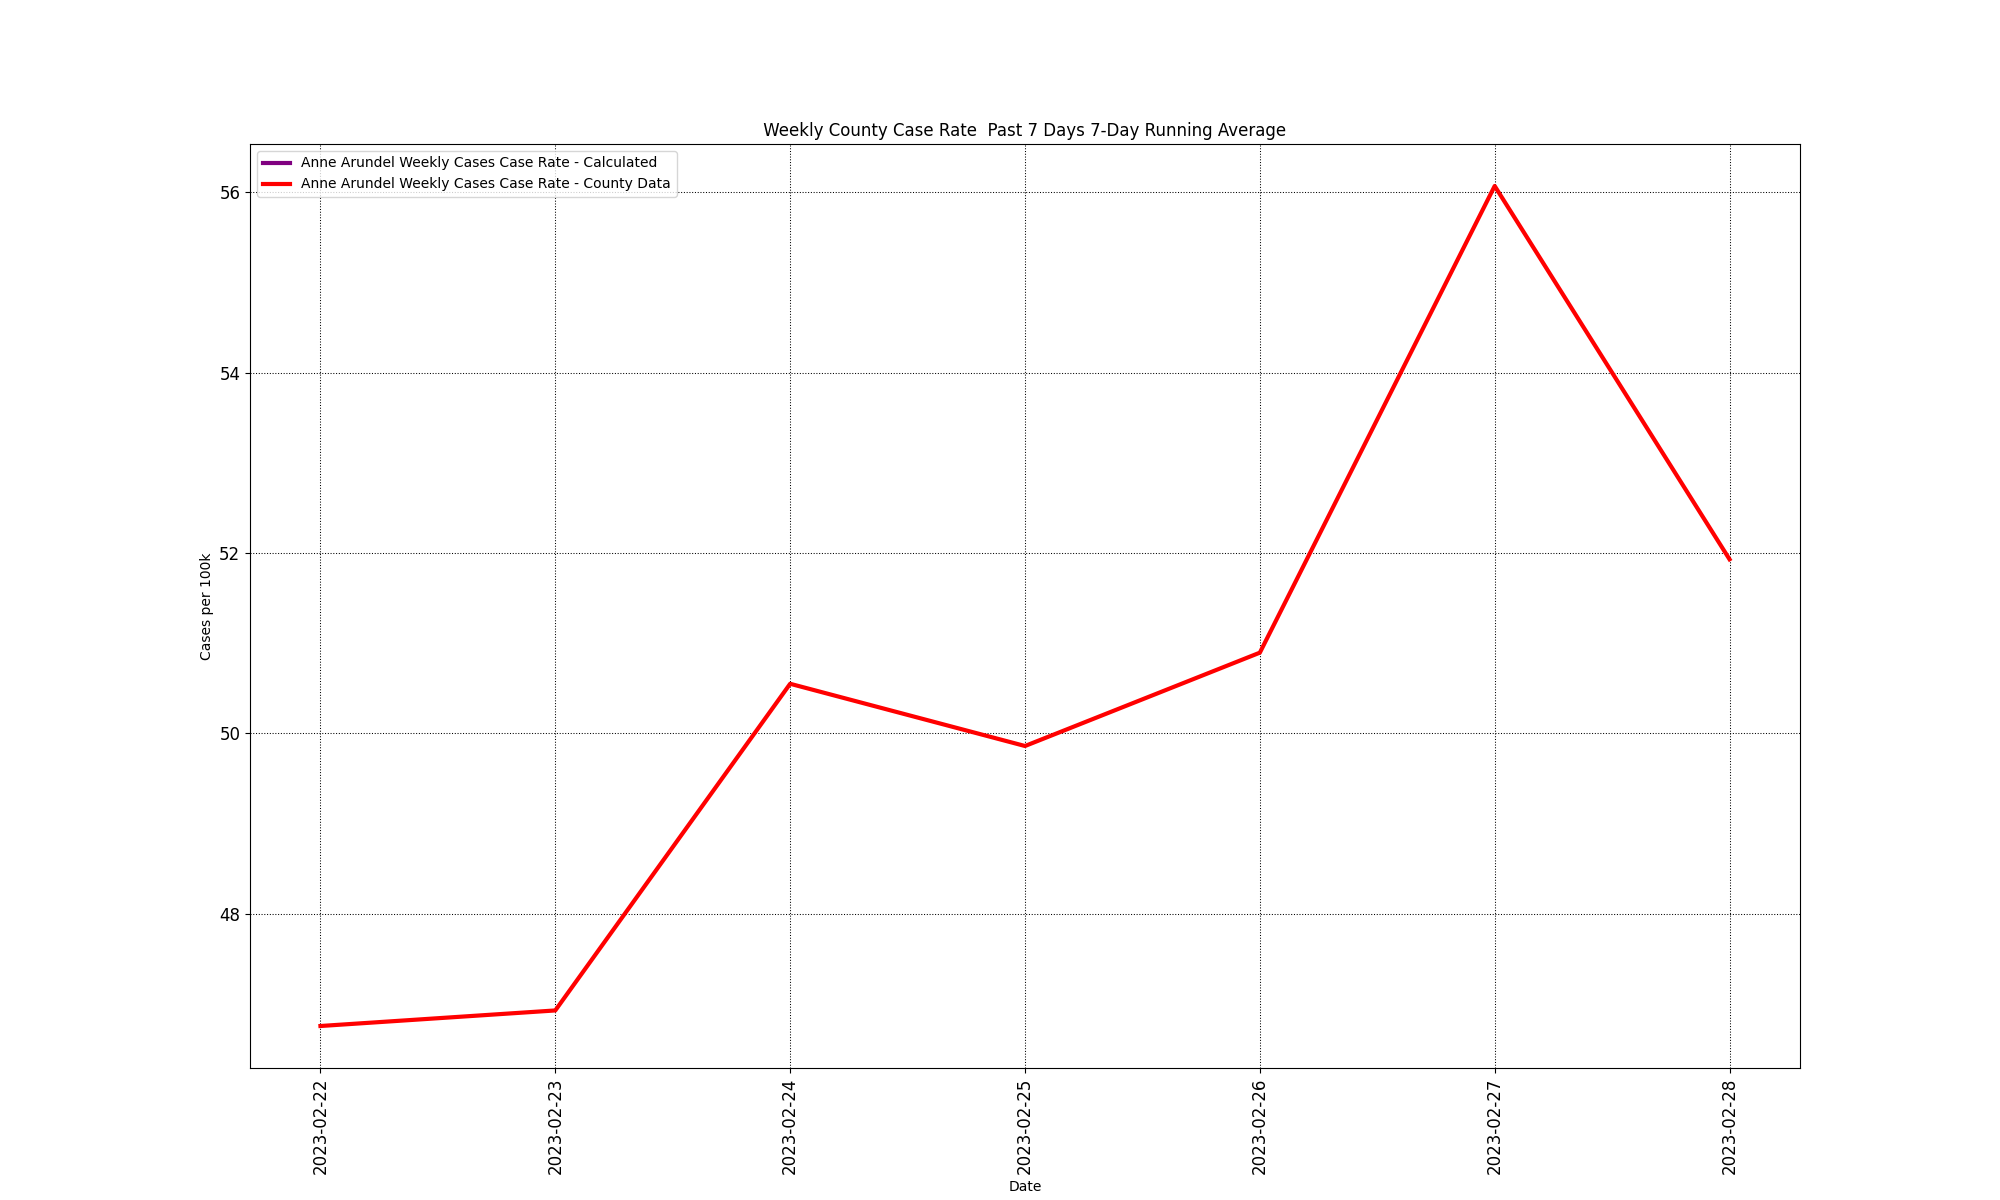 Weekly County Case Rate  Past 7 Days 7-Day Running Average
Anne Arundel Weekly Cases Case Rate - Calculated
Anne Arundel Weekly Cases Case Rate - County Data
56
54
52
50
48
Cases per 100k
2023-02-22
2023-02-23
2023-02-24
2023-02-25
2023-02-26
2023-02-27
2023-02-28
Date